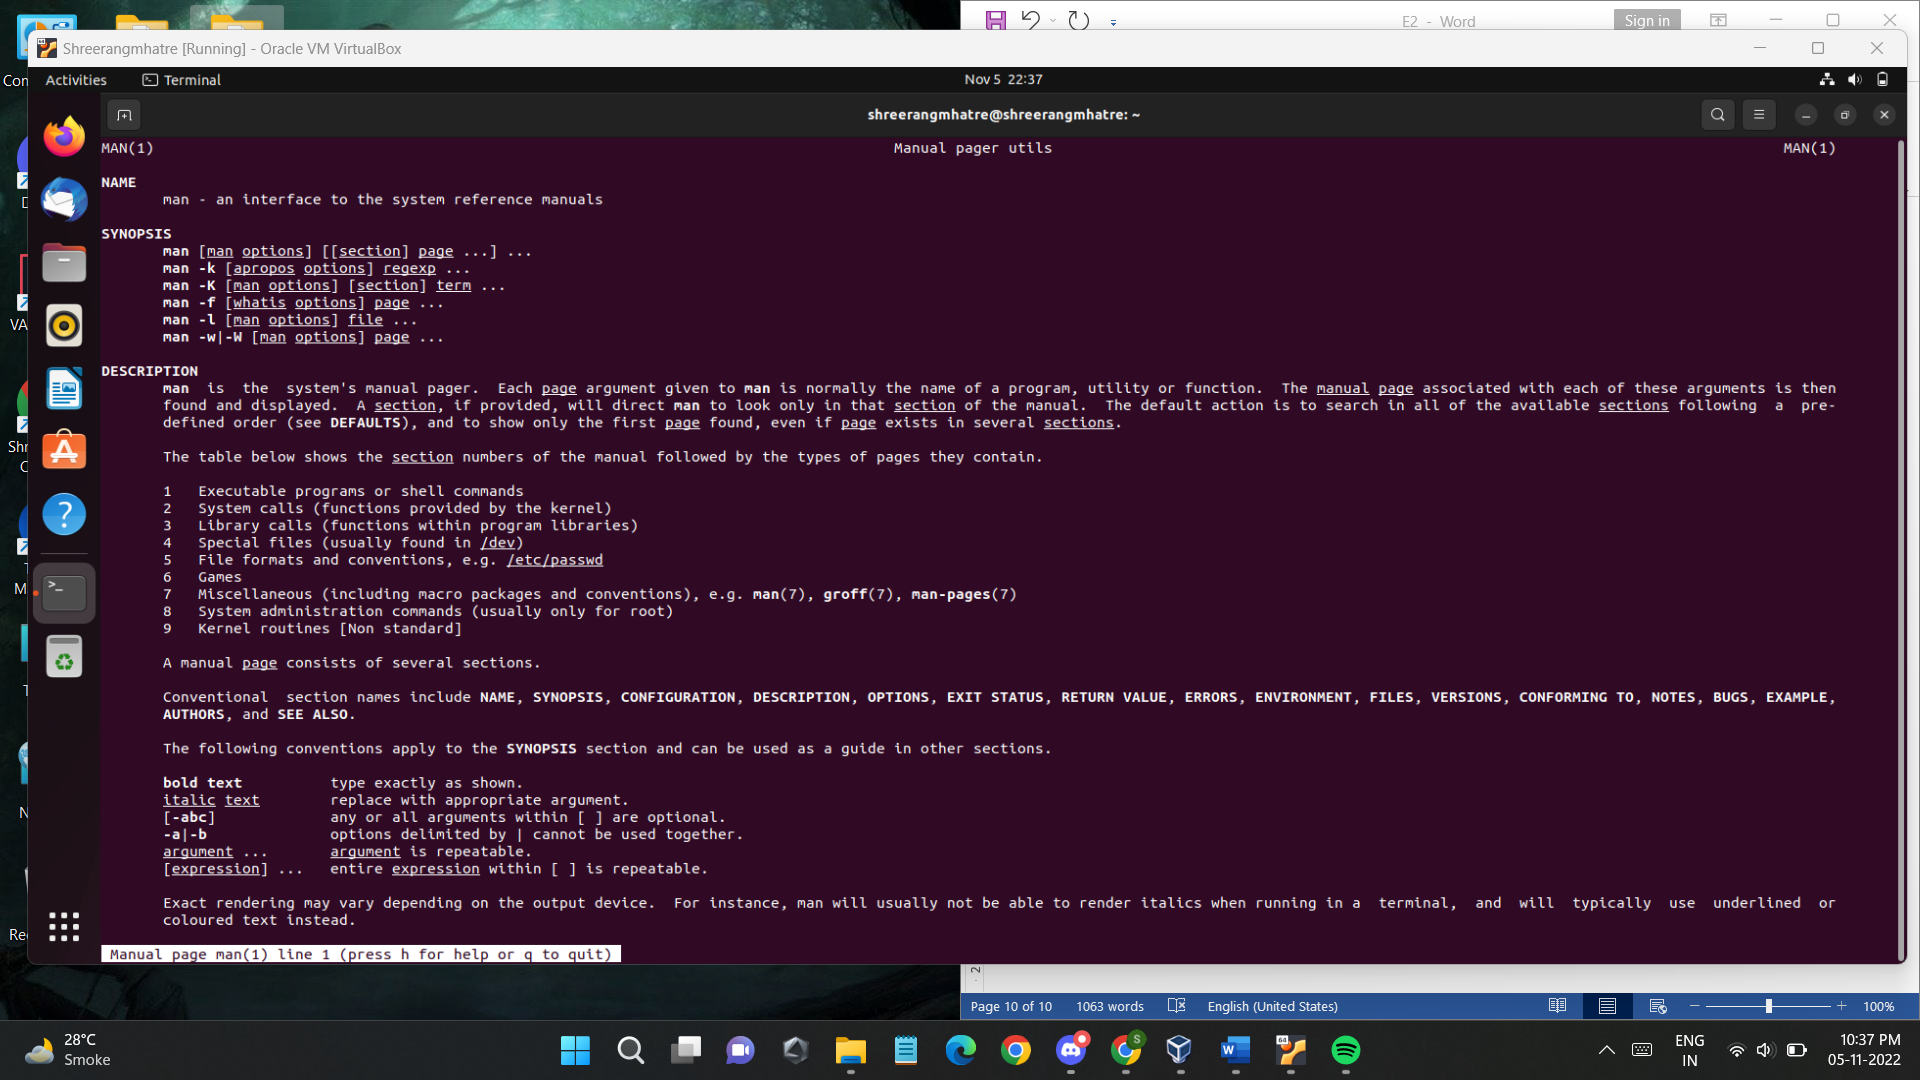 E2 - Word
Sign in
Shreerangmhatre [Running] - Oracle VM VirtualBox
Activities
Terminal
Nov 5 22:37
shreerangmhatre@shreerangmhatre: ~
MAN(1) Manual pager utils MAN(1)
NAME
man - an interface to the system reference manuals
SYNOPSIS
man [man options] [[section] page ...] ...
man -k [apropos options] regexp ...
man -K [man options] [section] term ...
man -f [whatis options] page ...
man -l [man options] file ...
man -w|-W [man options] page ...
DESCRIPTION
man is the system's manual pager. Each page argument given to man is normally the name of a program, utility or function. The manual page associated with each of these arguments is then
found and displayed. A section, if provided, will direct man to look only in that section of the manual. The default action is to search in all of the available sections following a pre-
defined order (see DEFAULTS), and to show only the first page found, even if page exists in several sections.
The table below shows the section numbers of the manual followed by the types of pages they contain.
1 Executable programs or shell commands
2 System calls (functions provided by the kernel)
3 Library calls (functions within program libraries)
4 Special files (usually found in /dev)
5 File formats and conventions, e.g. /etc/passwd
6 Games
7 Miscellaneous (including macro packages and conventions), e.g. man(7), groff(7), man-pages(7)
8 System administration commands (usually only for root)
9 Kernel routines [Non standard]
A manual page consists of several sections.
Conventional section names include NAME, SYNOPSIS, CONFIGURATION, DESCRIPTION, OPTIONS, EXIT STATUS, RETURN VALUE, ERRORS, ENVIRONMENT, FILES, VERSIONS, CONFORMING TO, NOTES, BUGS, EXAMPLE,
AUTHORS, and SEE ALSO.
The following conventions apply to the SYNOPSIS section and can be used as a guide in other sections.
bold text type exactly as shown.
italic text replace with appropriate argument.
[-abc] any or all arguments within [ ] are optional.
-a|-b options delimited by | cannot be used together.
argument ... argument is repeatable.
[expression] ... entire expression within [ ] is repeatable.
Exact rendering may vary depending on the output device. For instance, man will usually not be able to render italics when running in a terminal, and will typically use underlined or
coloured text instead.
Manual page man(1) line 1 (press h for help or q to quit)
Page 10 of 10 1063 words English (United States) 100%
28°C
Smoke
ENG
IN
10:37 PM
05-11-2022